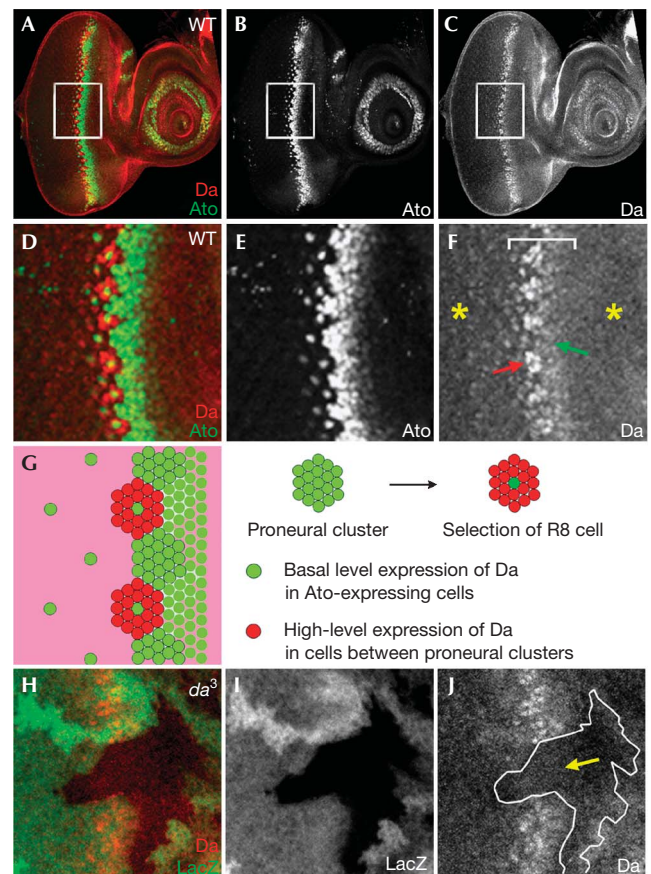 A WT
Da
Ato
B
Ato
C
Da
D WT
Da
Ato
E
Ato
F
* *
Da
G
Proneural cluster
Selection of R8 cell
Basal level expression of Da
in Ato-expressing cells
High-level expression of Da
in cells between proneural clusters
H da³
Da
LacZ
I
LacZ
J
Da